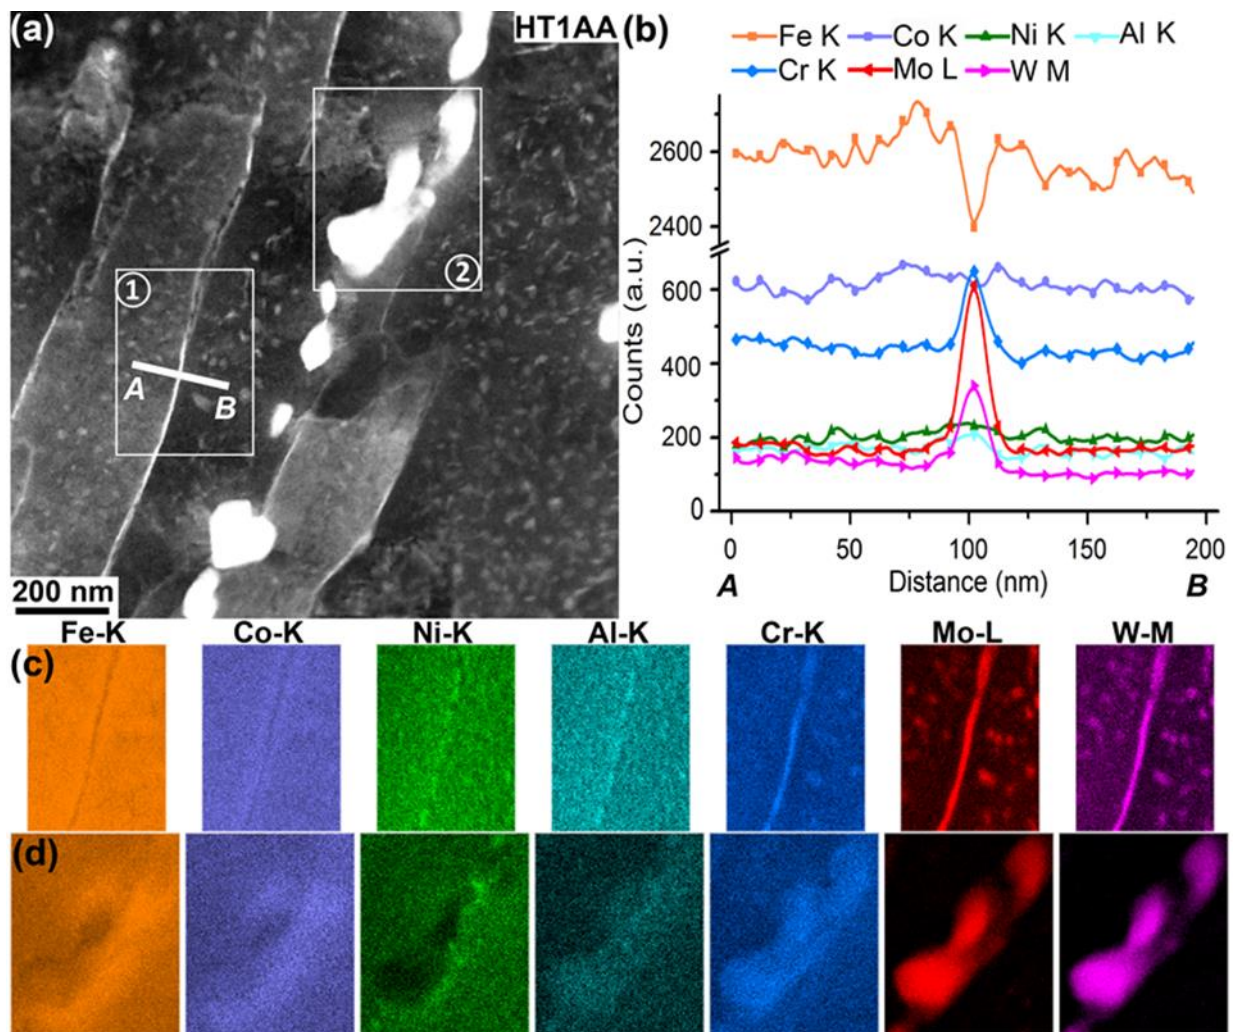 (a)
HT1AA
①
②
A
B
200 nm
(b)
Fe K Co K Ni K Al K
Cr K Mo L W M
Counts (a.u.)
2600
2400
600
400
200
0
0 50 100 150 200
A Distance (nm) B
Fe-K Co-K Ni-K Al-K Cr-K Mo-L W-M
(c)
(d)